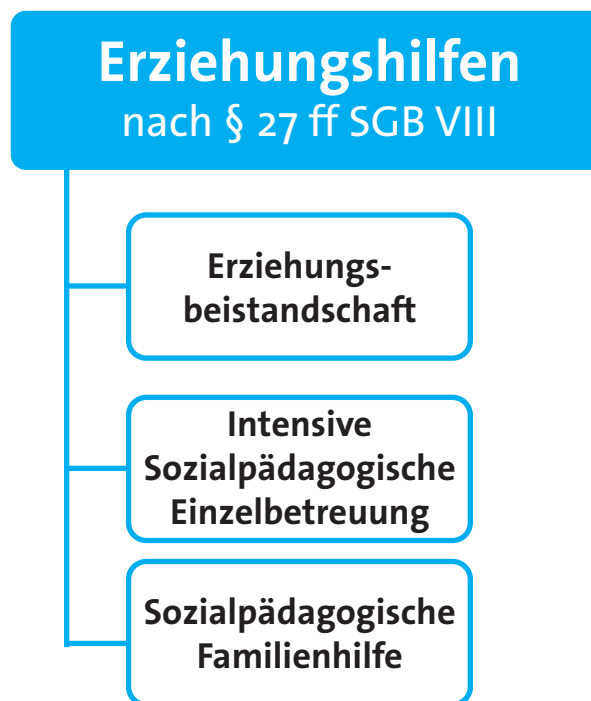 Erziehungshilfen
nach § 27 ff SGB VIII
Erziehungs-
beistandschaft
Intensive
Sozialpädagogische
Einzelbetreuung
Sozialpädagogische
Familienhilfe